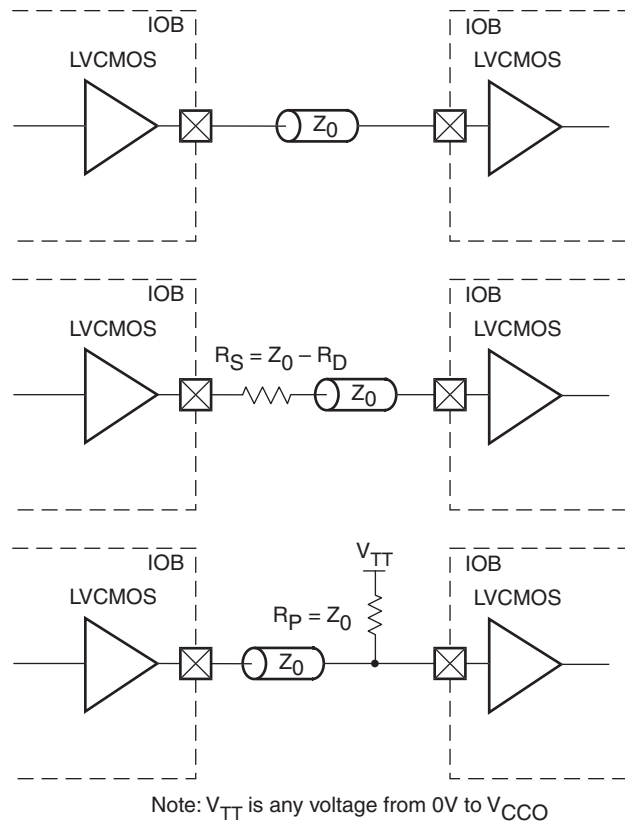 IOB IOB
LVCMOS LVCMOS
Z0
IOB IOB
LVCMOS LVCMOS
RS = Z0 – RD
Z0
IOB IOB
VTT
LVCMOS LVCMOS
RP = Z0
Z0
Note: VTT is any voltage from 0V to VCCO